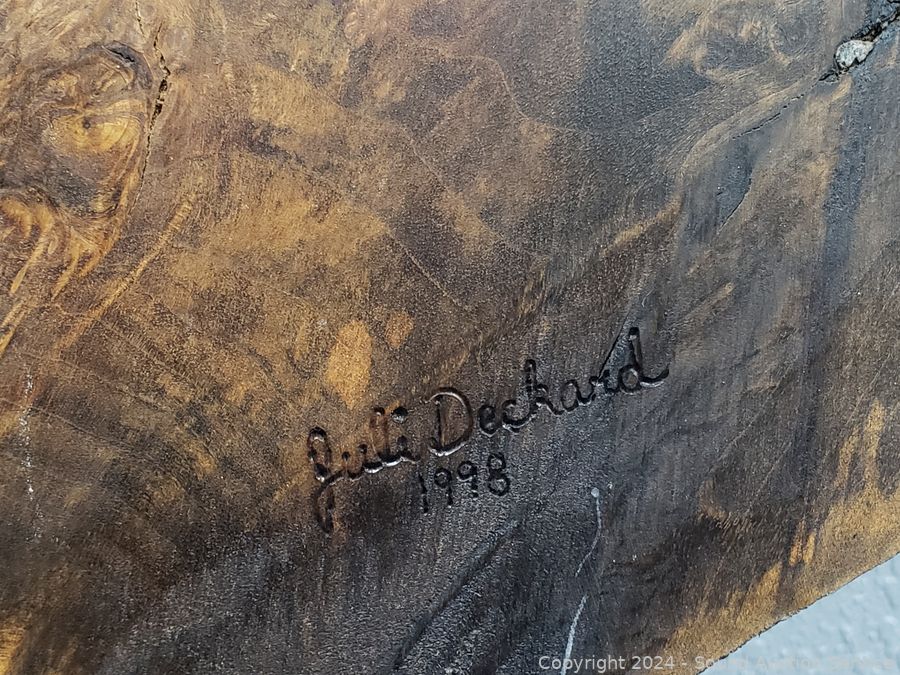 Juli Deckard
1998
Copyright 2024 - Sound Auction Service